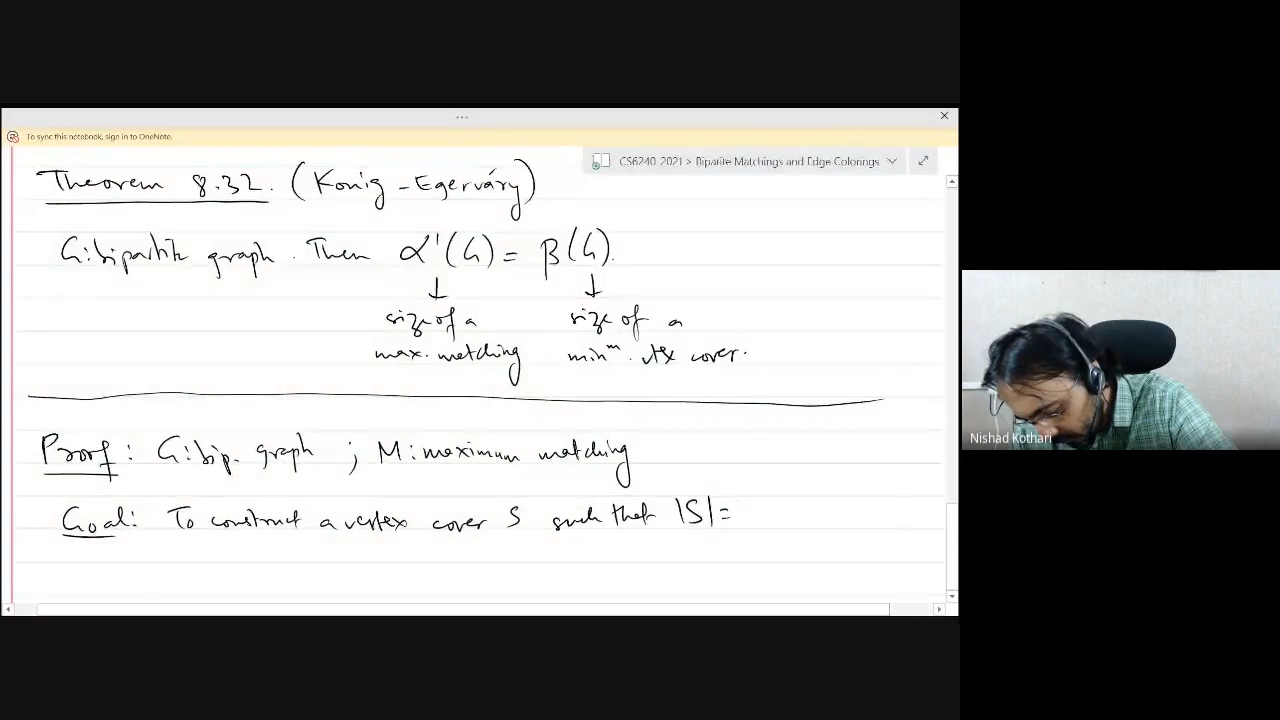 To sync this notebook, sign in to OneNote.
CS6240-2021 > Bipartite Matchings and Edge Colorings
Theorem 8.32. (Konig-Egerváry)
G: bipartite graph. Then α'(G) = β(G).
↓ ↓
size of a size of a
max. matching minᵐ. vtx cover.
Proof: G: bip. graph ; M: maximum matching
Goal: To construct a vertex cover S such that |S| =
Nishad Kothari